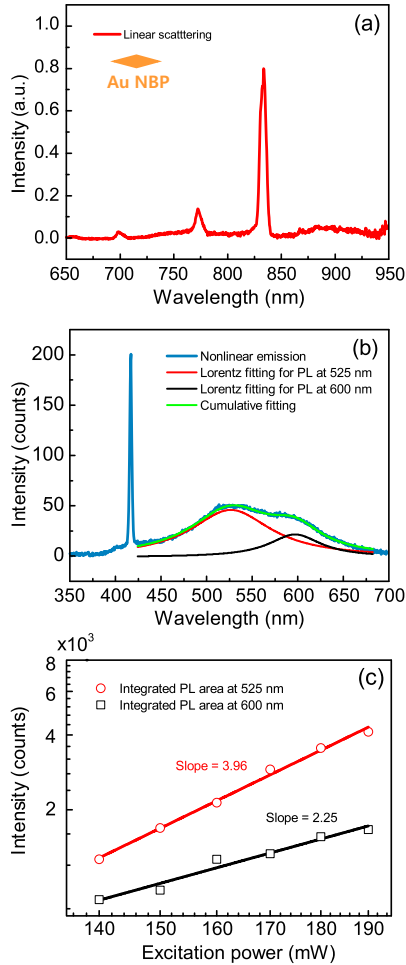 (a)
Linear scatttering
Au NBP
Intensity (a.u.)
1.0
0.8
0.6
0.4
0.2
0.0
650 700 750 800 850 900 950
Wavelength (nm)
(b)
Nonlinear emission
Lorentz fitting for PL at 525 nm
Lorentz fitting for PL at 600 nm
Cumulative fitting
Intensity (counts)
200
150
100
50
0
350 400 450 500 550 600 650 700
Wavelength (nm)
x10³
(c)
Integrated PL area at 525 nm
Integrated PL area at 600 nm
Slope = 3.96
Slope = 2.25
Intensity (counts)
8
6
4
2
140 150 160 170 180 190
Excitation power (mW)